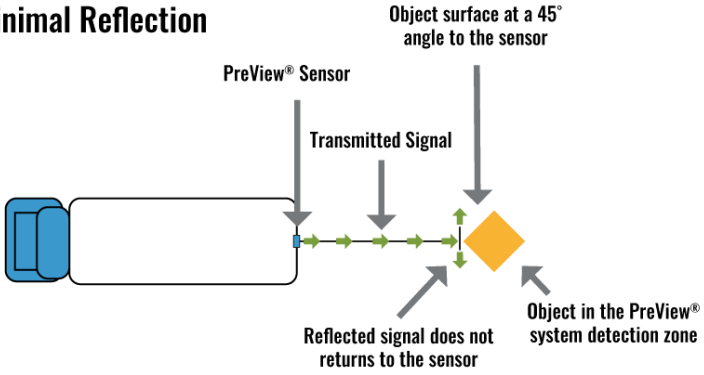 inimal Reflection
Object surface at a 45°
angle to the sensor
PreView® Sensor
Transmitted Signal
Reflected signal does not
returns to the sensor
Object in the PreView®
system detection zone